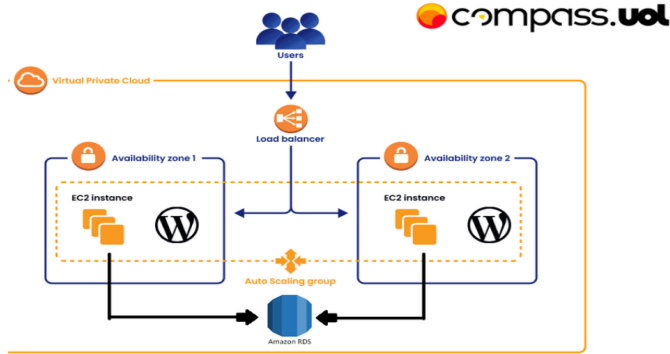 compass.uol
Users
Virtual Private Cloud
Load balancer
Availability zone 1
Availability zone 2
EC2 instance
EC2 instance
Auto Scaling group
Amazon RDS